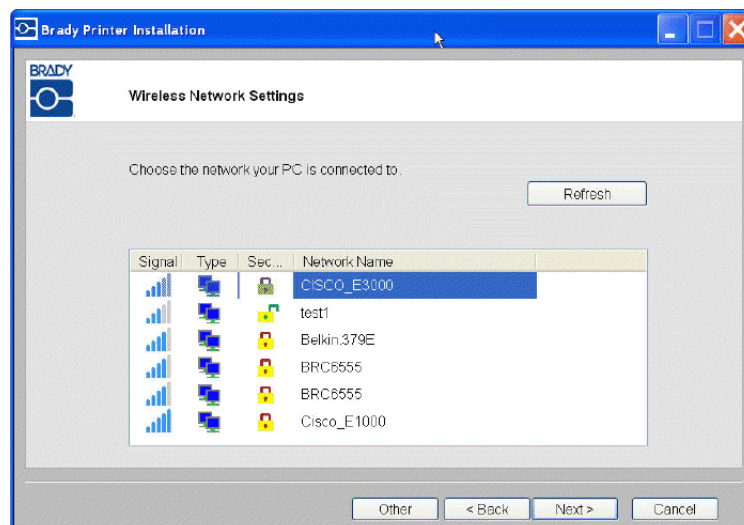 Brady Printer Installation
BRADY
Wireless Network Settings
Choose the network your PC is connected to.
Refresh
Signal Type Sec... Network Name
CISCO_E3000
test1
Belkin.379E
BRC6555
BRC6555
Cisco_E1000
Other < Back Next > Cancel